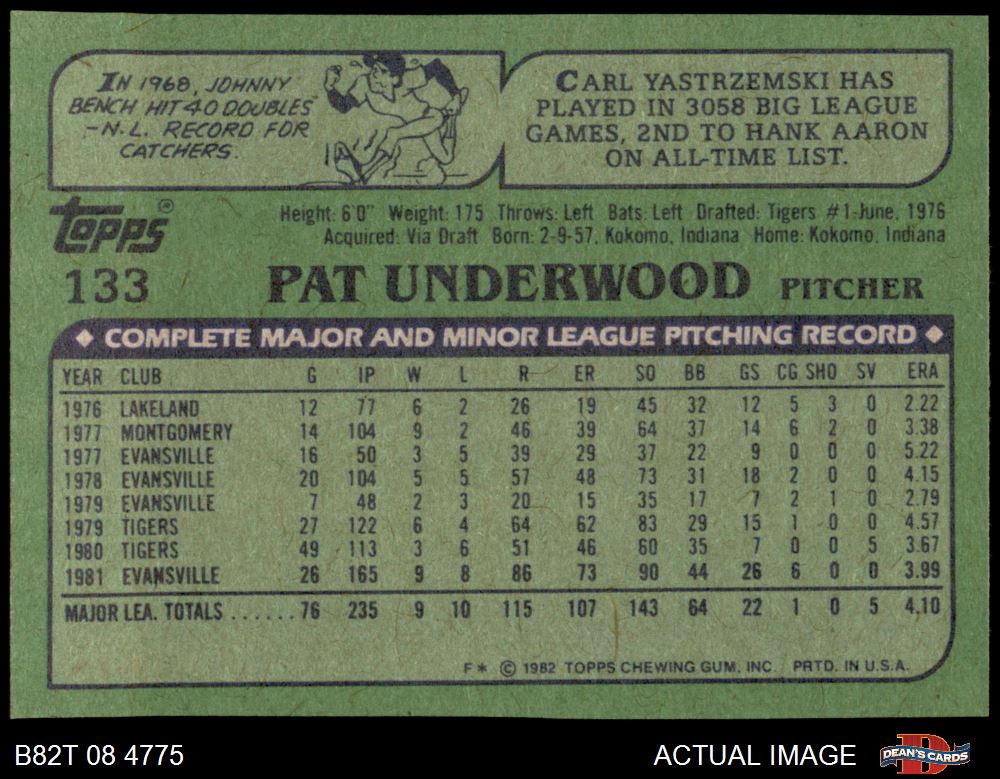 IN 1968, JOHNNY
BENCH HIT 40 DOUBLES
-N.L. RECORD FOR
CATCHERS.
CARL YASTRZEMSKI HAS
PLAYED IN 3058 BIG LEAGUE
GAMES, 2ND TO HANK AARON
ON ALL-TIME LIST.
topps®
Height: 6'0" Weight: 175 Throws: Left Bats: Left Drafted: Tigers #1-June, 1976
Acquired: Via Draft Born: 2-9-57, Kokomo, Indiana Home: Kokomo, Indiana
133 PAT UNDERWOOD PITCHER
◆ COMPLETE MAJOR AND MINOR LEAGUE PITCHING RECORD ◆
YEAR CLUB G IP W L R ER SO BB GS CG SHO SV ERA
1976 LAKELAND 12 77 6 2 26 19 45 32 12 5 3 0 2.22
1977 MONTGOMERY 14 104 9 2 46 39 64 37 14 6 2 0 3.38
1977 EVANSVILLE 16 50 3 5 39 29 37 22 9 0 0 0 5.22
1978 EVANSVILLE 20 104 5 5 57 48 73 31 18 2 0 0 4.15
1979 EVANSVILLE 7 48 2 3 20 15 35 17 7 2 1 0 2.79
1979 TIGERS 27 122 6 4 64 62 83 29 15 1 0 0 4.57
1980 TIGERS 49 113 3 6 51 46 60 35 7 0 0 5 3.67
1981 EVANSVILLE 26 165 9 8 86 73 90 44 26 6 0 0 3.99
MAJOR LEA. TOTALS ...... 76 235 9 10 115 107 143 64 22 1 0 5 4.10
F* © 1982 TOPPS CHEWING GUM, INC. PRTD. IN U.S.A.
B82T 08 4775 ACTUAL IMAGE DEAN'S CARDS